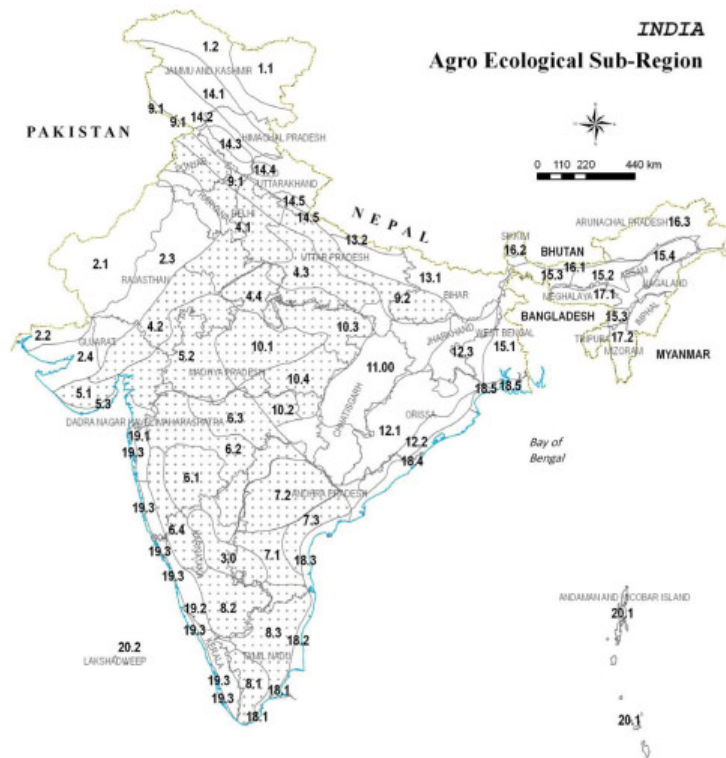 INDIA
Agro Ecological Sub-Region
1.2
1.1
JAMMU AND KASHMIR
14.1
9.1
9.1
14.2
PAKISTAN
HIMACHAL PRADESH
14.3
14.4
0 110 220 440 km
PUNJAB
9.1
UTTARAKHAND
14.5
14.5
DELHI
4.1
NEPAL
13.2
SIKKIM
16.2
BHUTAN
ARUNACHAL PRADESH
16.3
2.1
2.3
RAJASTHAN
UTTAR PRADESH
4.3
13.1
15.3
16.1
15.2
ASSAM
15.4
NAGALAND
4.4
9.2
BIHAR
MEGHALAYA
17.1
BANGLADESH
15.3
2.2
GUJARAT
2.4
4.2
5.2
10.1
10.3
JHARKHAND
WEST BENGAL
12.3
15.1
TRIPURA
17.2
MIZORAM
MYANMAR
MADHYA PRADESH
11.00
CHHATTISGARH
5.1
5.3
10.4
10.2
ORISSA
18.5
18.5
DADRA NAGAR
MAHARASHTRA
6.3
12.1
12.2
18.4
19.1
19.3
6.2
6.1
Bay of
Bengal
7.2
ANDHRA PRADESH
7.3
19.3
6.4
GOA
19.3
KARNATAKA
3.0
7.1
18.3
19.3
19.2
8.2
19.3
ANDAMAN AND NICOBAR ISLAND
20.1
8.3
18.2
20.2
LAKSHADWEEP
KERALA
TAMIL NADU
19.3
19.3
8.1
18.1
18.1
20.1